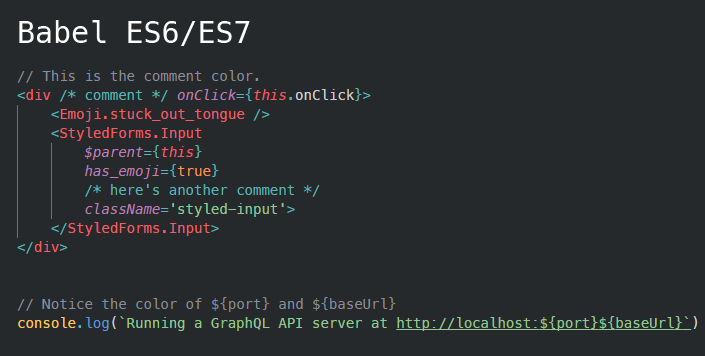 Babel ES6/ES7
// This is the comment color.
<div /* comment */ onClick={this.onClick}>
<Emoji.stuck_out_tongue />
<StyledForms.Input
$parent={this}
has_emoji={true}
/* here's another comment */
className='styled-input'>
</StyledForms.Input>
</div>
// Notice the color of ${port} and ${baseUrl}
console.log(`Running a GraphQL API server at http://localhost:${port}${baseUrl}`)